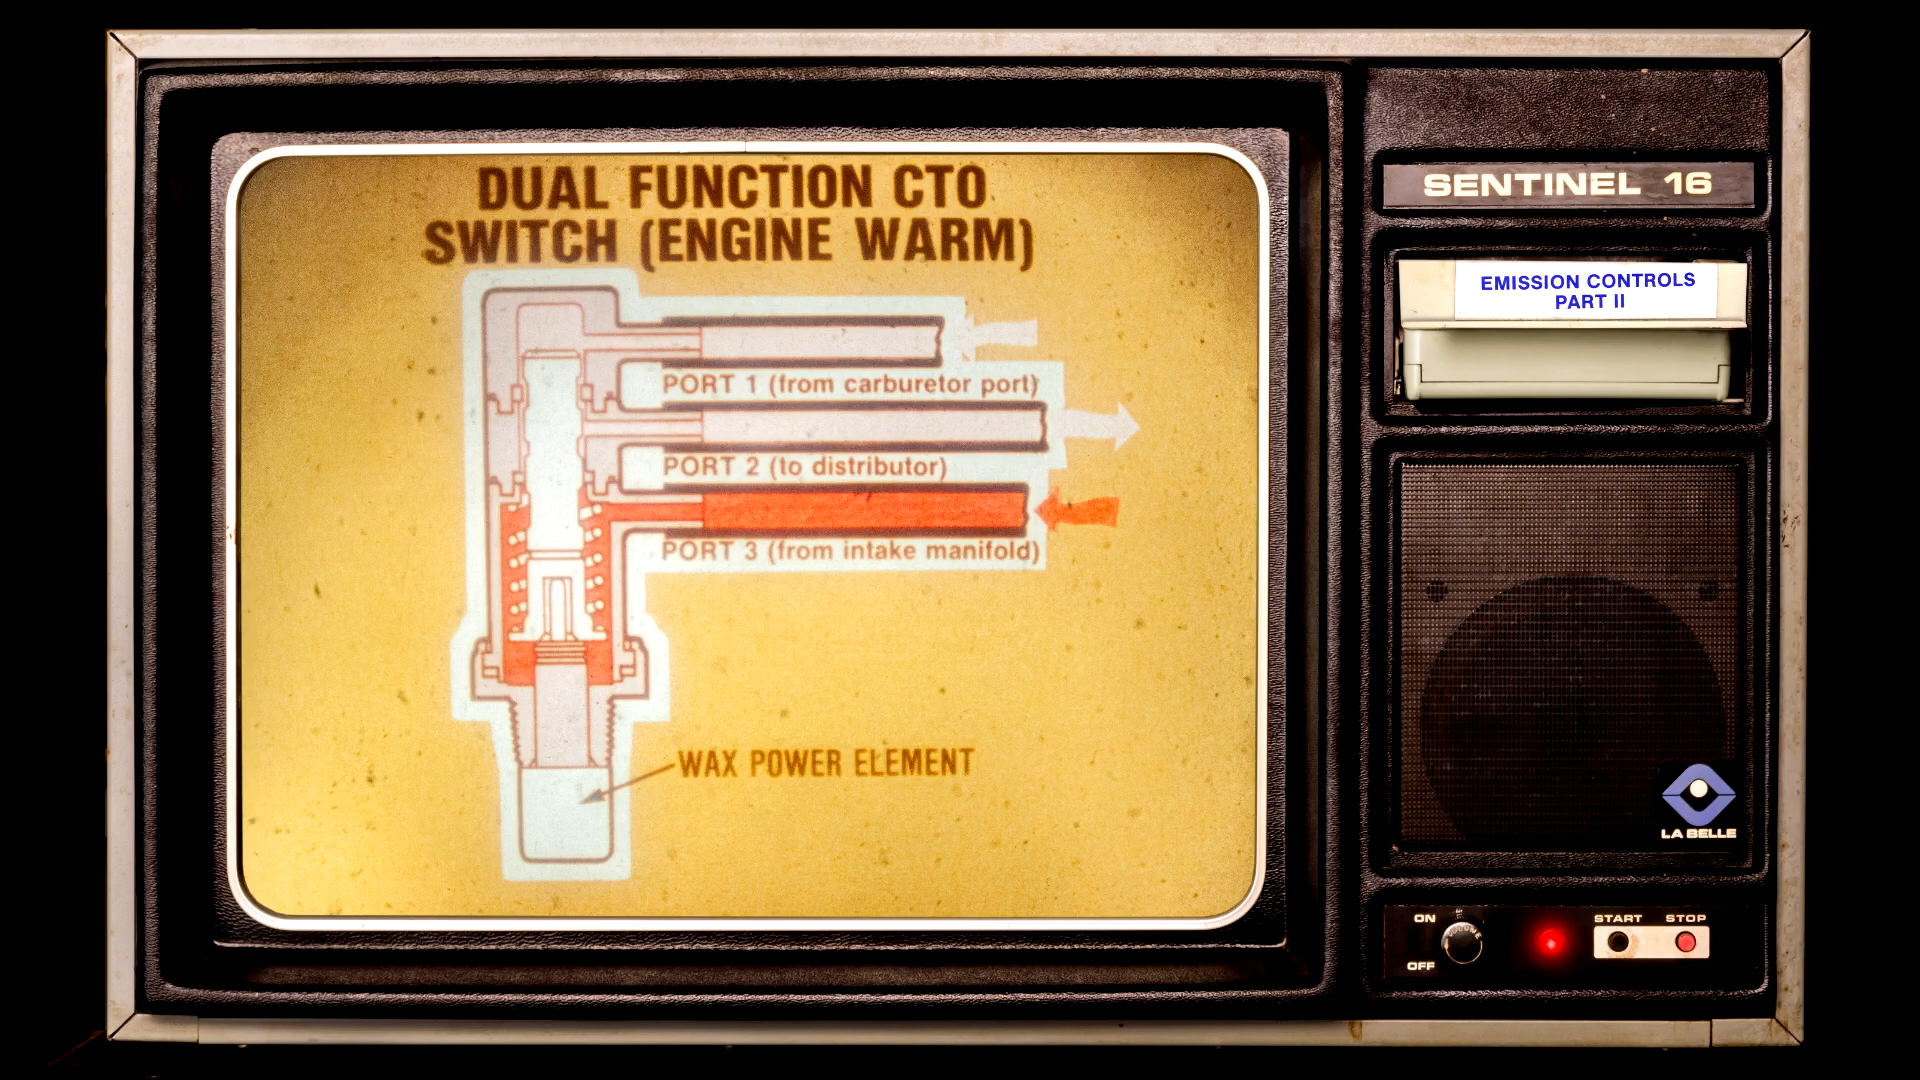 DUAL FUNCTION CTO
SWITCH (ENGINE WARM)
PORT 1 (from carburetor port)
PORT 2 (to distributor)
PORT 3 (from intake manifold)
WAX POWER ELEMENT
SENTINEL 16
EMISSION CONTROLS
PART II
LA BELLE
ON
OFF
VOLUME
START
STOP